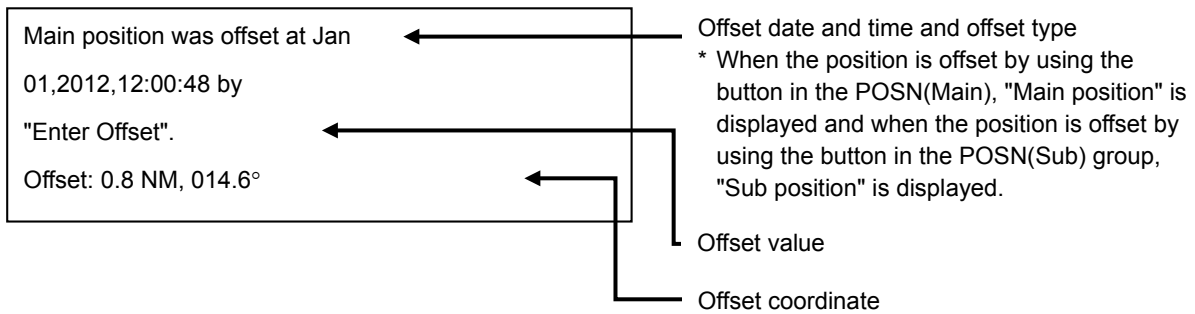 Main position was offset at Jan
01,2012,12:00:48 by
"Enter Offset".
Offset: 0.8 NM, 014.6°
Offset date and time and offset type
* When the position is offset by using the
button in the POSN(Main), "Main position" is
displayed and when the position is offset by
using the button in the POSN(Sub) group,
"Sub position" is displayed.
Offset value
Offset coordinate